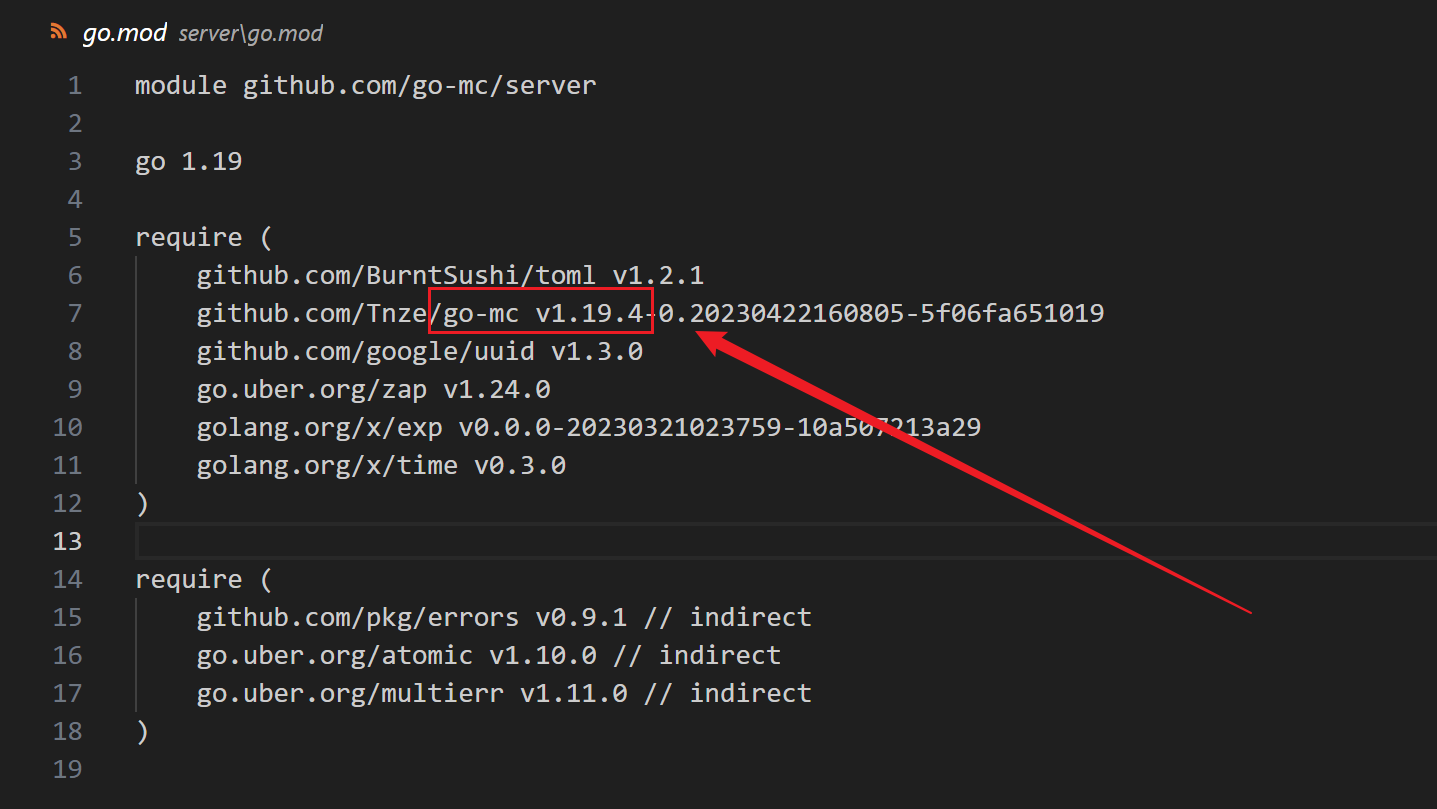 go.mod server\go.mod
1 module github.com/go-mc/server
2
3 go 1.19
4
5 require (
6 github.com/BurntSushi/toml v1.2.1
7 github.com/Tnze/go-mc v1.19.4-0.20230422160805-5f06fa651019
8 github.com/google/uuid v1.3.0
9 go.uber.org/zap v1.24.0
10 golang.org/x/exp v0.0.0-20230321023759-10a507213a29
11 golang.org/x/time v0.3.0
12 )
13
14 require (
15 github.com/pkg/errors v0.9.1 // indirect
16 go.uber.org/atomic v1.10.0 // indirect
17 go.uber.org/multierr v1.11.0 // indirect
18 )
19